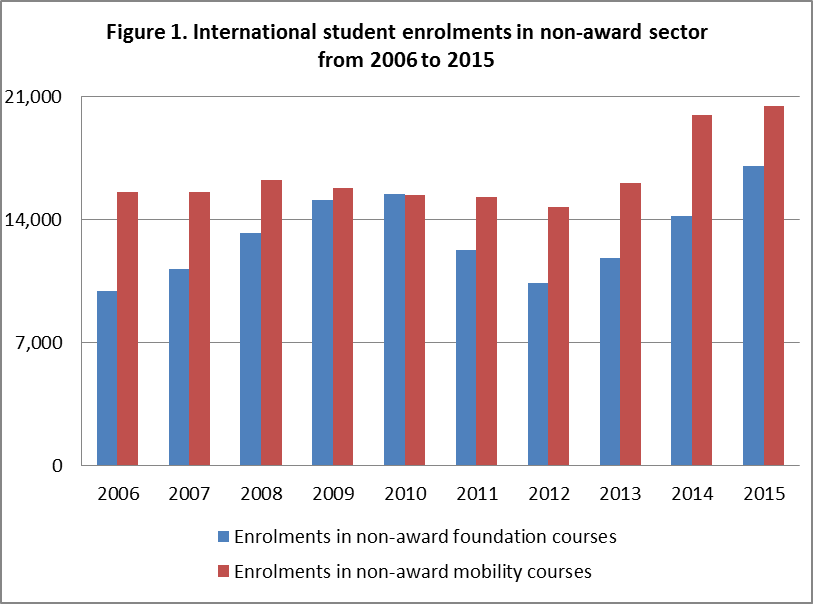 Figure 1. International student enrolments in non-award sector
from 2006 to 2015
21,000
14,000
7,000
0
2006 2007 2008 2009 2010 2011 2012 2013 2014 2015
Enrolments in non-award foundation courses
Enrolments in non-award mobility courses